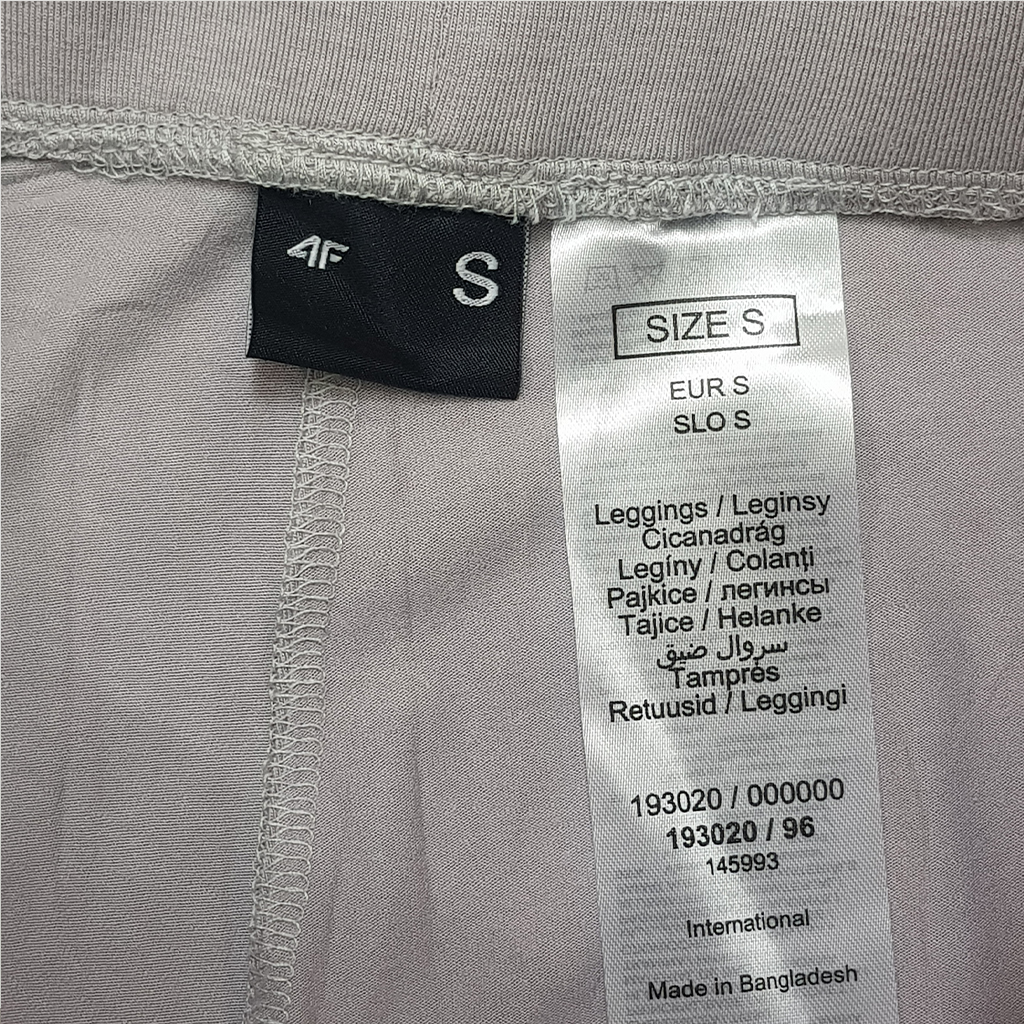 4F
S
SIZE S
EUR S
SLO S
Leggings / Leginsy
Cicanadrág
Legíny / Colanți
Pajkice / легинсы
Tajice / Helanke
سروال ضيق
Tamprės
Retuusid / Leggingi
193020 / 000000
193020 / 96
145993
International
Made in Bangladesh